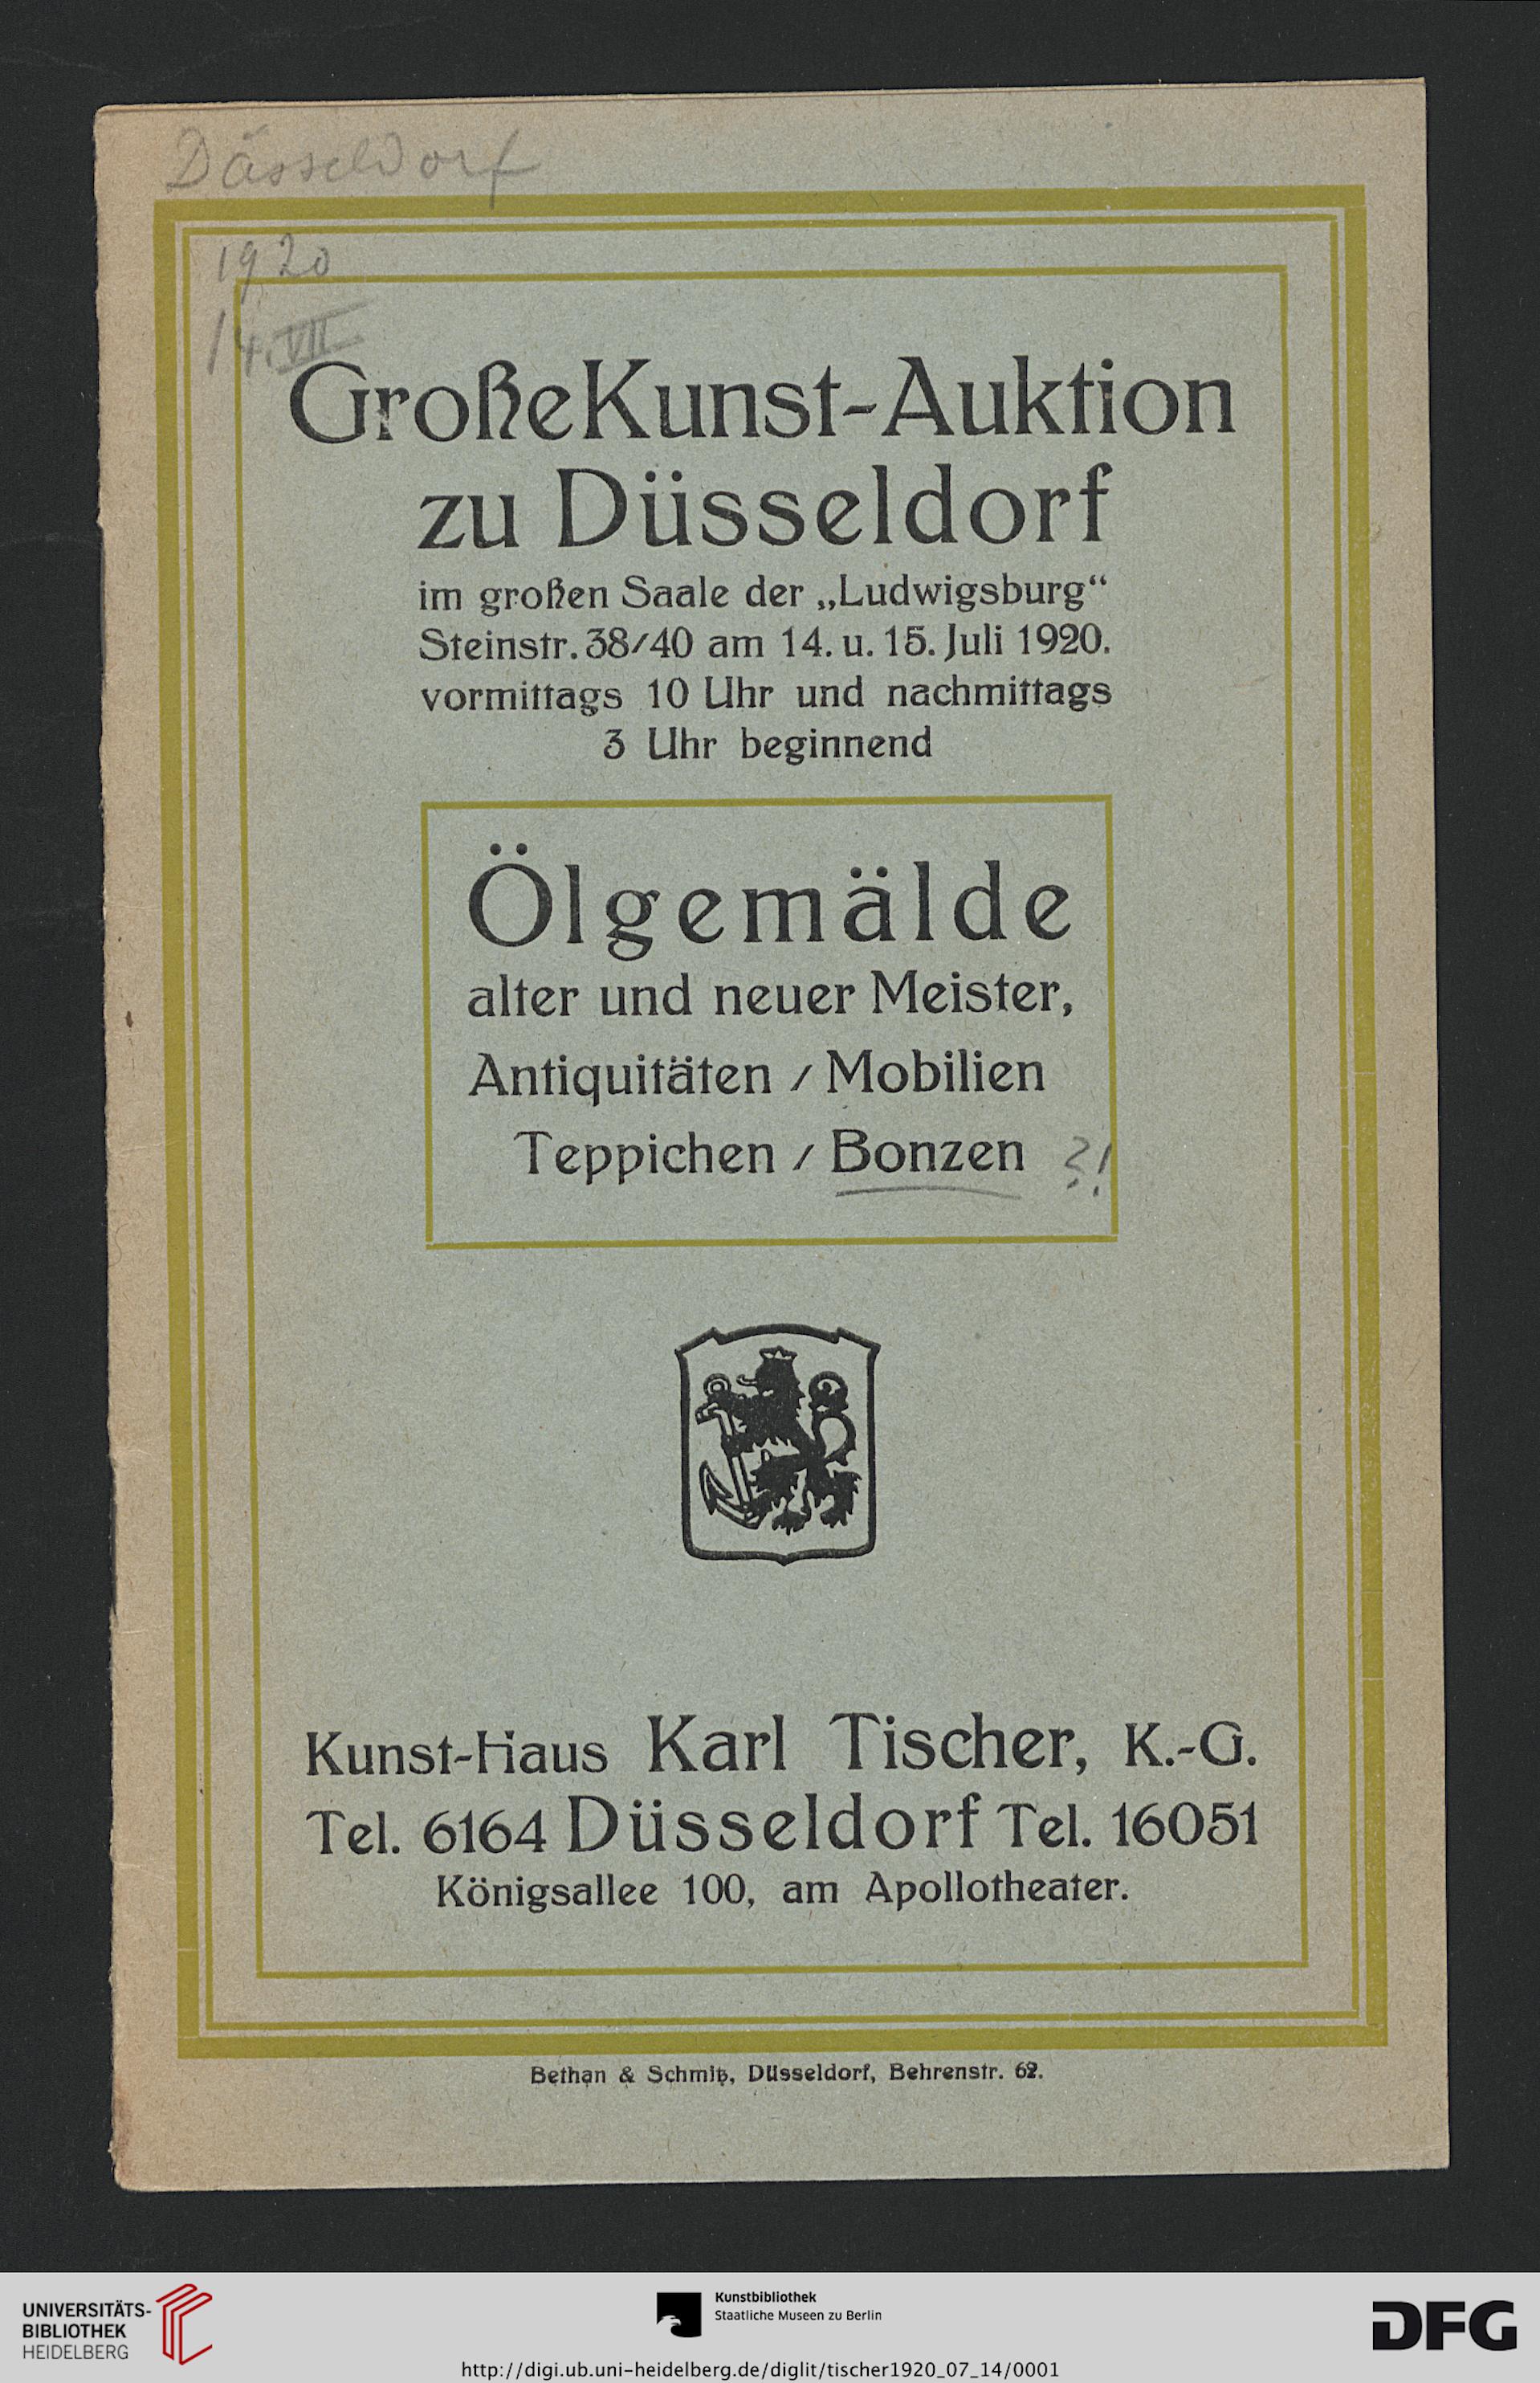 Düsseldorf
1920
14.VII
Große Kunst-Auktion
zu Düsseldorf
im großen Saale der „Ludwigsburg“
Steinstr. 38/40 am 14. u. 15. Juli 1920.
vormittags 10 Uhr und nachmittags
3 Uhr beginnend
Ölgemälde
alter und neuer Meister,
Antiquitäten / Mobilien
Teppichen / Bonzen ?!
Kunst-Haus Karl Tischer, K.-G.
Tel. 6164 Düsseldorf Tel. 16051
Königsallee 100, am Apollotheater.
Bethan & Schmitz, Düsseldorf, Behrenstr. 62.
UNIVERSITÄTS-
BIBLIOTHEK
HEIDELBERG
Kunstbibliothek
Staatliche Museen zu Berlin
DFG
http://digi.ub.uni-heidelberg.de/diglit/tischer1920_07_14/0001